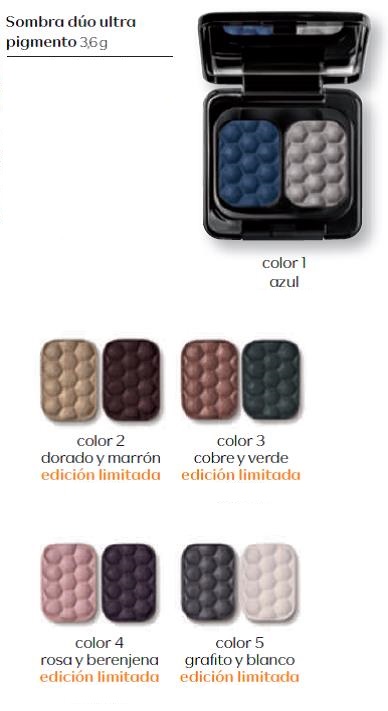 Sombra dúo ultra
pigmento 3,6 g
color 1
azul
color 2
dorado y marrón
edición limitada
color 3
cobre y verde
edición limitada
color 4
rosa y berenjena
edición limitada
color 5
grafito y blanco
edición limitada